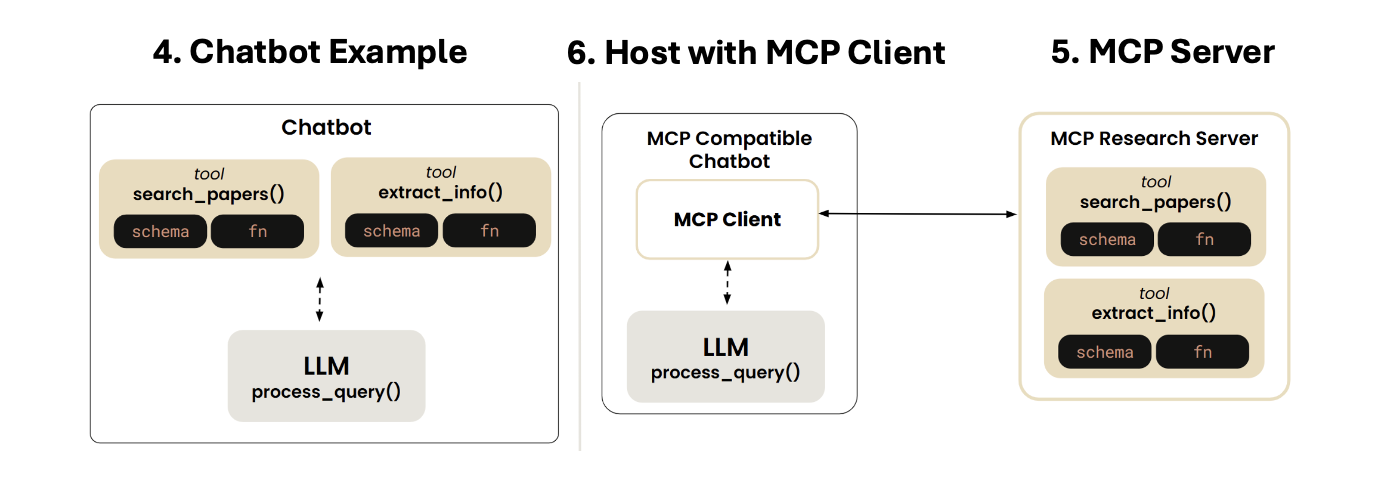 4. Chatbot Example
Chatbot
tool
search_papers()
schema
fn
tool
extract_info()
schema
fn
LLM
process_query()
6. Host with MCP Client
MCP Compatible
Chatbot
MCP Client
LLM
process_query()
5. MCP Server
MCP Research Server
tool
search_papers()
schema
fn
tool
extract_info()
schema
fn